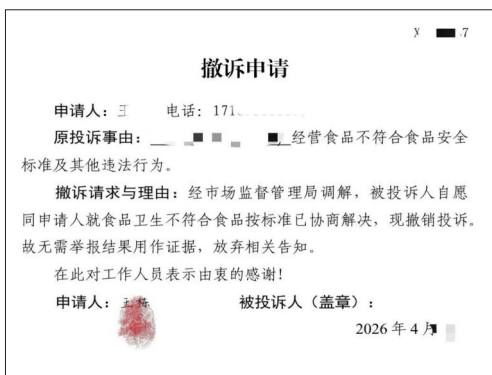 .7
撤诉申请
申请人：王 电话：171
原投诉事由： 经营食品不符合食品安全
标准及其他违法行为。
撤诉请求与理由：经市场监督管理局调解，被投诉人自愿
同申请人就食品卫生不符合食品按标准已协商解决，现撤销投诉。
故无需举报结果用作证据，放弃相关告知。
在此对工作人员表示由衷的感谢！
申请人：王 被投诉人（盖章）：
2026年4月